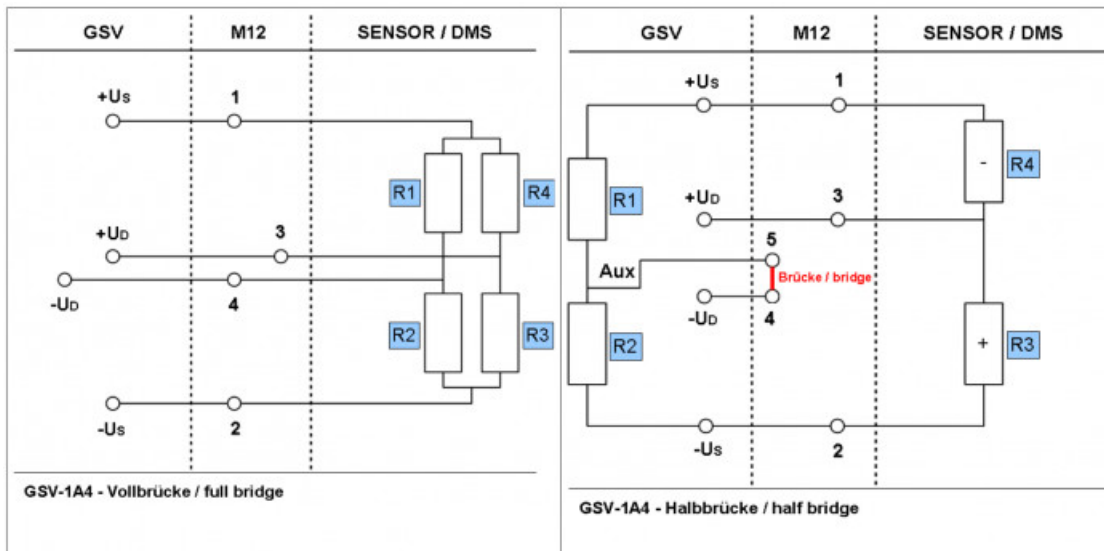 GSV M12 SENSOR / DMS
+US 1
R1 R4
+UD 3
-UD 4
R2 R3
-US 2
GSV-1A4 - Vollbrücke / full bridge
GSV M12 SENSOR / DMS
+US 1
- R4
R1
+UD 3
5
Aux Brücke / bridge
-UD 4
R2 + R3
-US 2
GSV-1A4 - Halbbrücke / half bridge